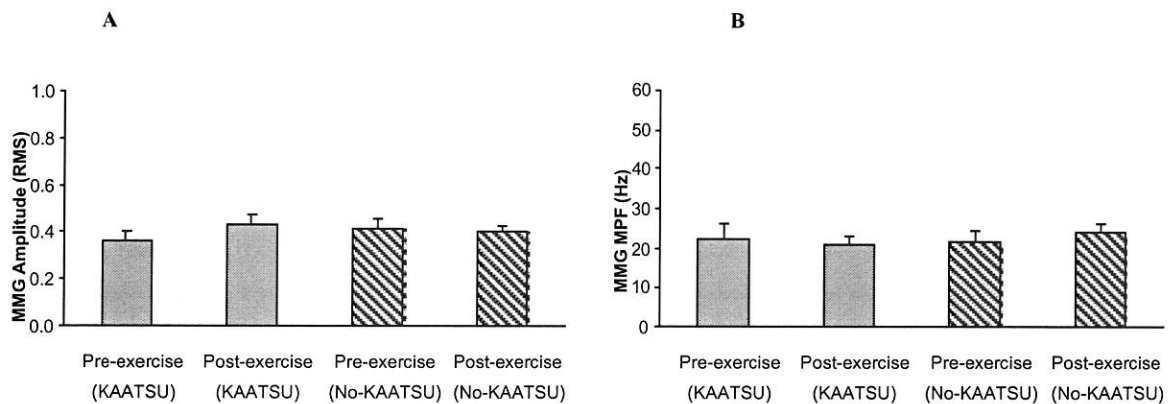 A
MMG Amplitude (RMS)
1.0
0.8
0.6
0.4
0.2
0.0
Pre-exercise Post-exercise Pre-exercise Post-exercise
(KAATSU) (KAATSU) (No-KAATSU) (No-KAATSU)
B
MMG MPF (Hz)
60
50
40
30
20
10
0
Pre-exercise Post-exercise Pre-exercise Post-exercise
(KAATSU) (KAATSU) (No-KAATSU) (No-KAATSU)